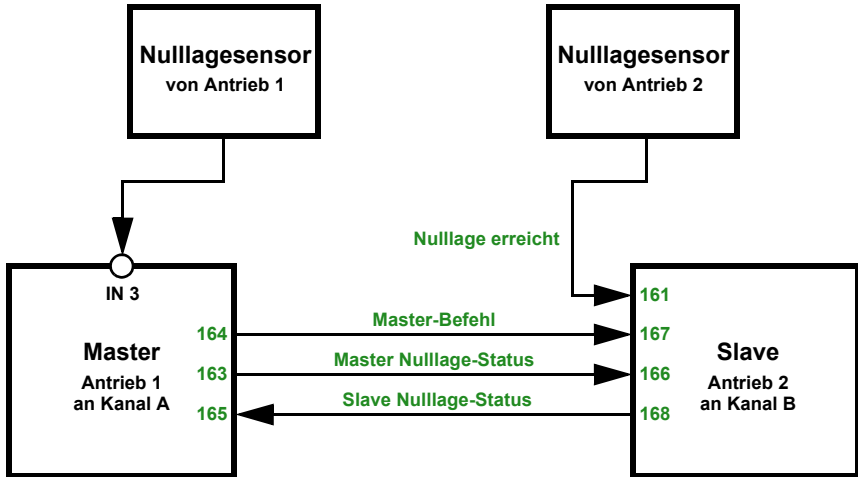 Nulllagesensor
von Antrieb 1
Nulllagesensor
von Antrieb 2
Nulllage erreicht
IN 3
161
164
Master-Befehl
167
Master
Antrieb 1
an Kanal A
163
Master Nulllage-Status
166
Slave
Antrieb 2
an Kanal B
165
Slave Nulllage-Status
168